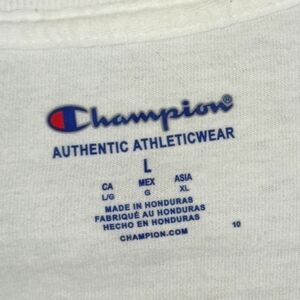 Champion®
AUTHENTIC ATHLETICWEAR
L
CA MEX ASIA
L/G G XL
MADE IN HONDURAS
FABRIQUÉ AU HONDURAS
HECHO EN HONDURAS
CHAMPION.COM
10